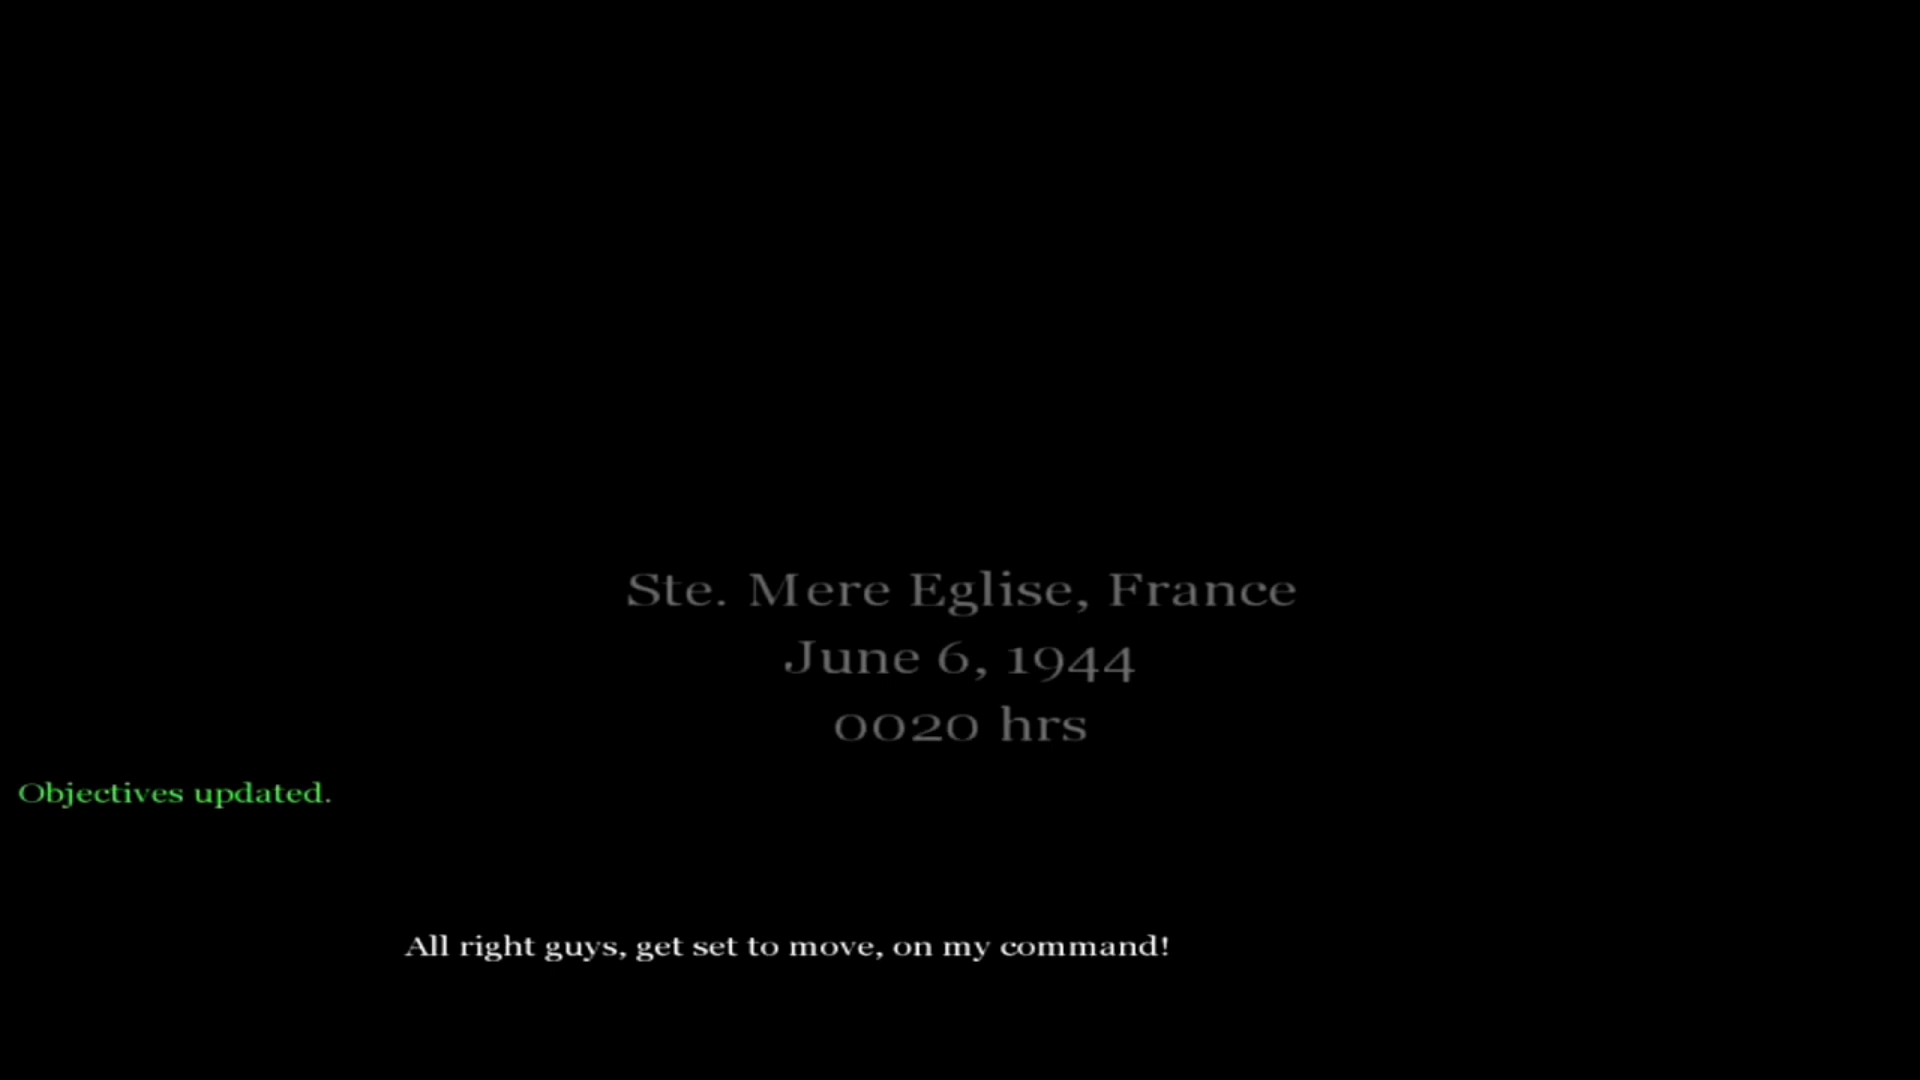 Ste. Mere Eglise, France
June 6, 1944
0020 hrs
Objectives updated.
All right guys, get set to move, on my command!